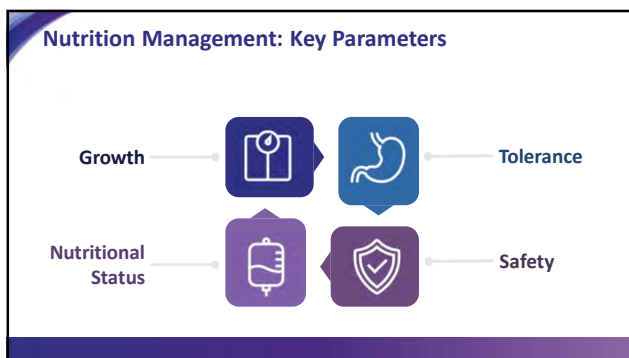 Nutrition Management: Key Parameters
Growth
Tolerance
Nutritional
Status
Safety